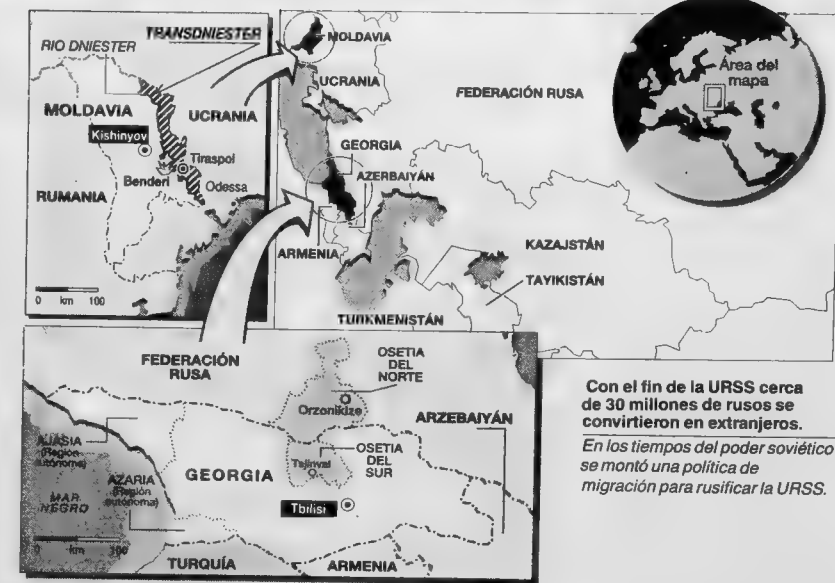 TRANSDNIESTER
RIO DNIESTER
MOLDAVIA
UCRANIA
Kishinyov
Tiraspol
Benderi
Odessa
RUMANIA
0 km 100
MOLDAVIA
UCRANIA
FEDERACIÓN RUSA
GEORGIA
AZERBAIYÁN
ARMENIA
KAZAJSTÁN
TAYIKISTÁN
TURKMENISTÁN
Área del
mapa
FEDERACIÓN
RUSA
OSETIA
DEL
NORTE
Orzonikize
ARZEBAIYÁN
AJASIA
(Región
autónoma)
GEORGIA
Tsjinval
OSETIA
DEL
SUR
AZARIA
(Región
autónoma)
MAR
NEGRO
Tbilisi
0 km 100
TURQUÍA
ARMENIA
Con el fin de la URSS cerca
de 30 millones de rusos se
convirtieron en extranjeros.
En los tiempos del poder soviético
se montó una política de
migración para rusificar la URSS.